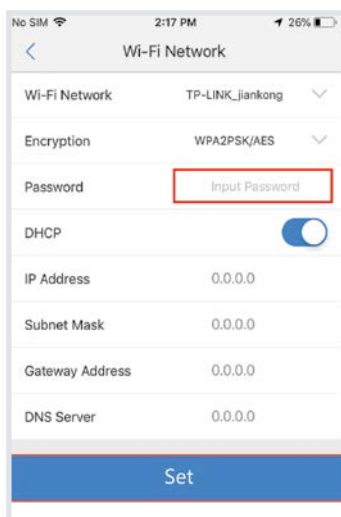 No SIM 2:17 PM 26%
Wi-Fi Network
Wi-Fi Network TP-LINK_jiankong
Encryption WPA2PSK/AES
Password Input Password
DHCP
IP Address 0.0.0.0
Subnet Mask 0.0.0.0
Gateway Address 0.0.0.0
DNS Server 0.0.0.0
Set